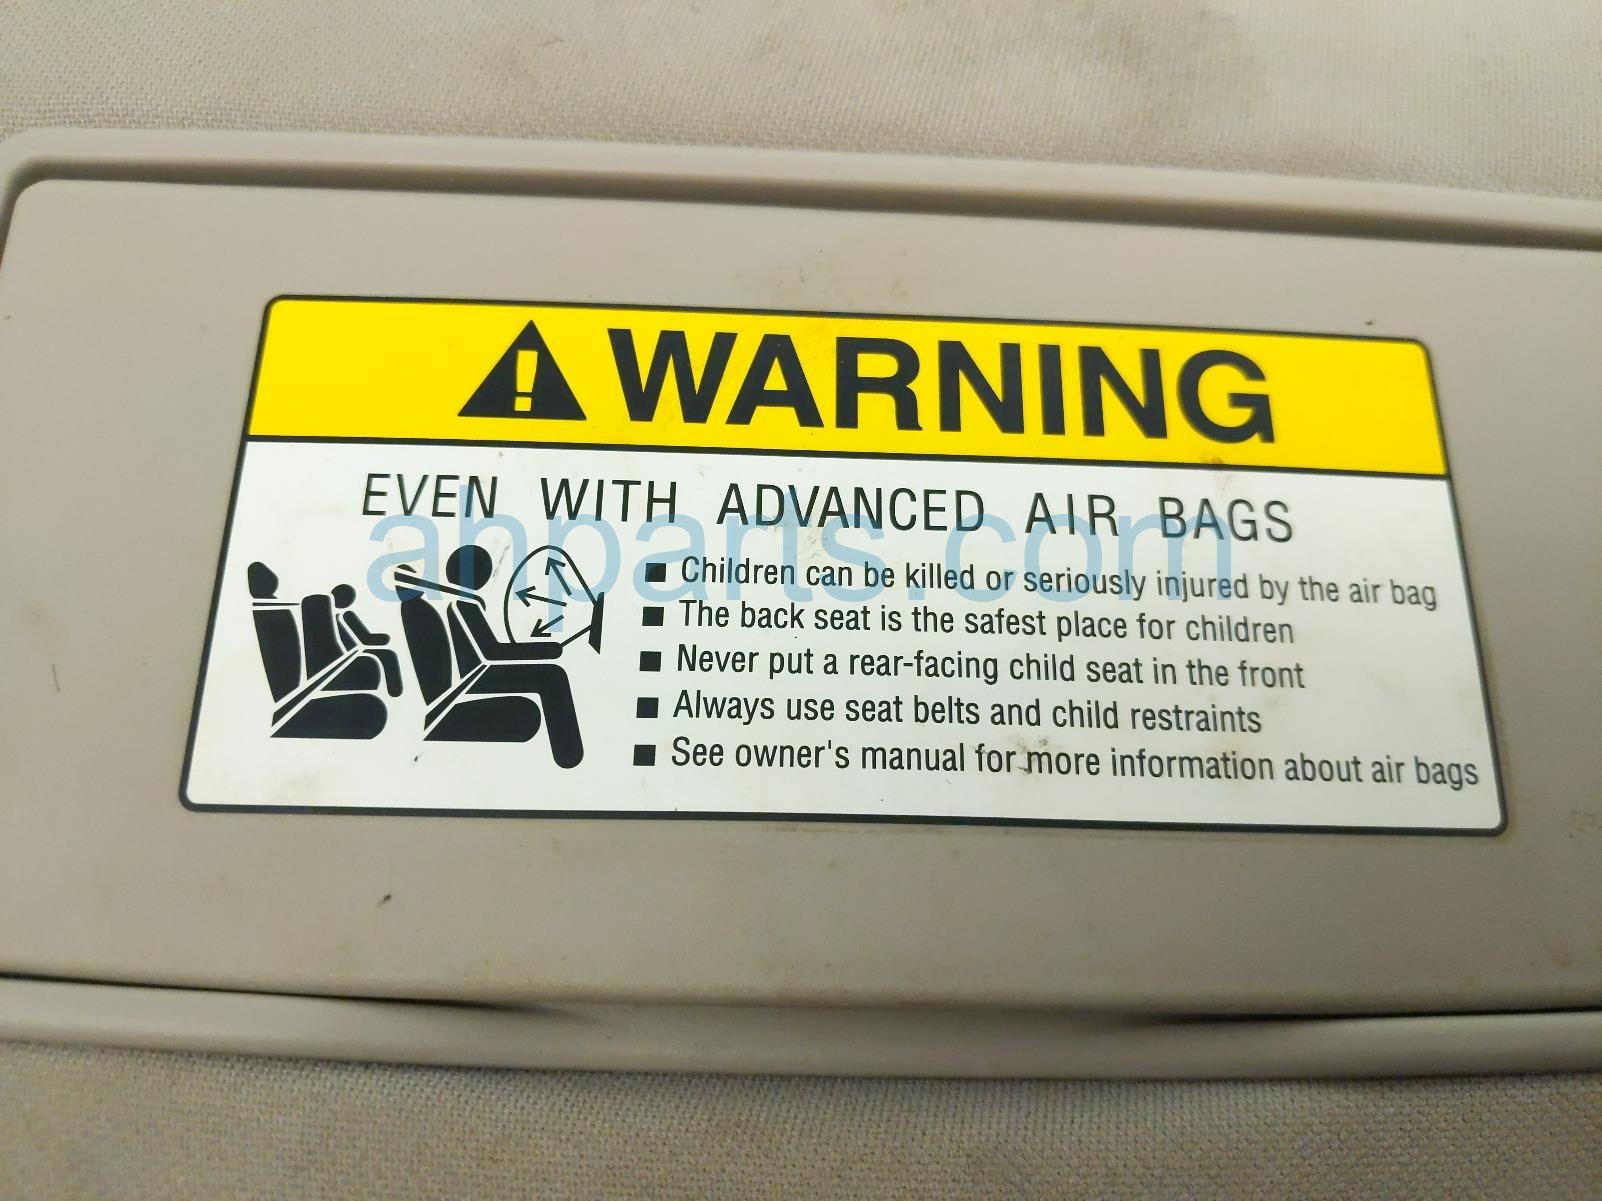 WARNING
EVEN WITH ADVANCED AIR BAGS
ahparts.com
■ Children can be killed or seriously injured by the air bag
■ The back seat is the safest place for children
■ Never put a rear-facing child seat in the front
■ Always use seat belts and child restraints
■ See owner's manual for more information about air bags